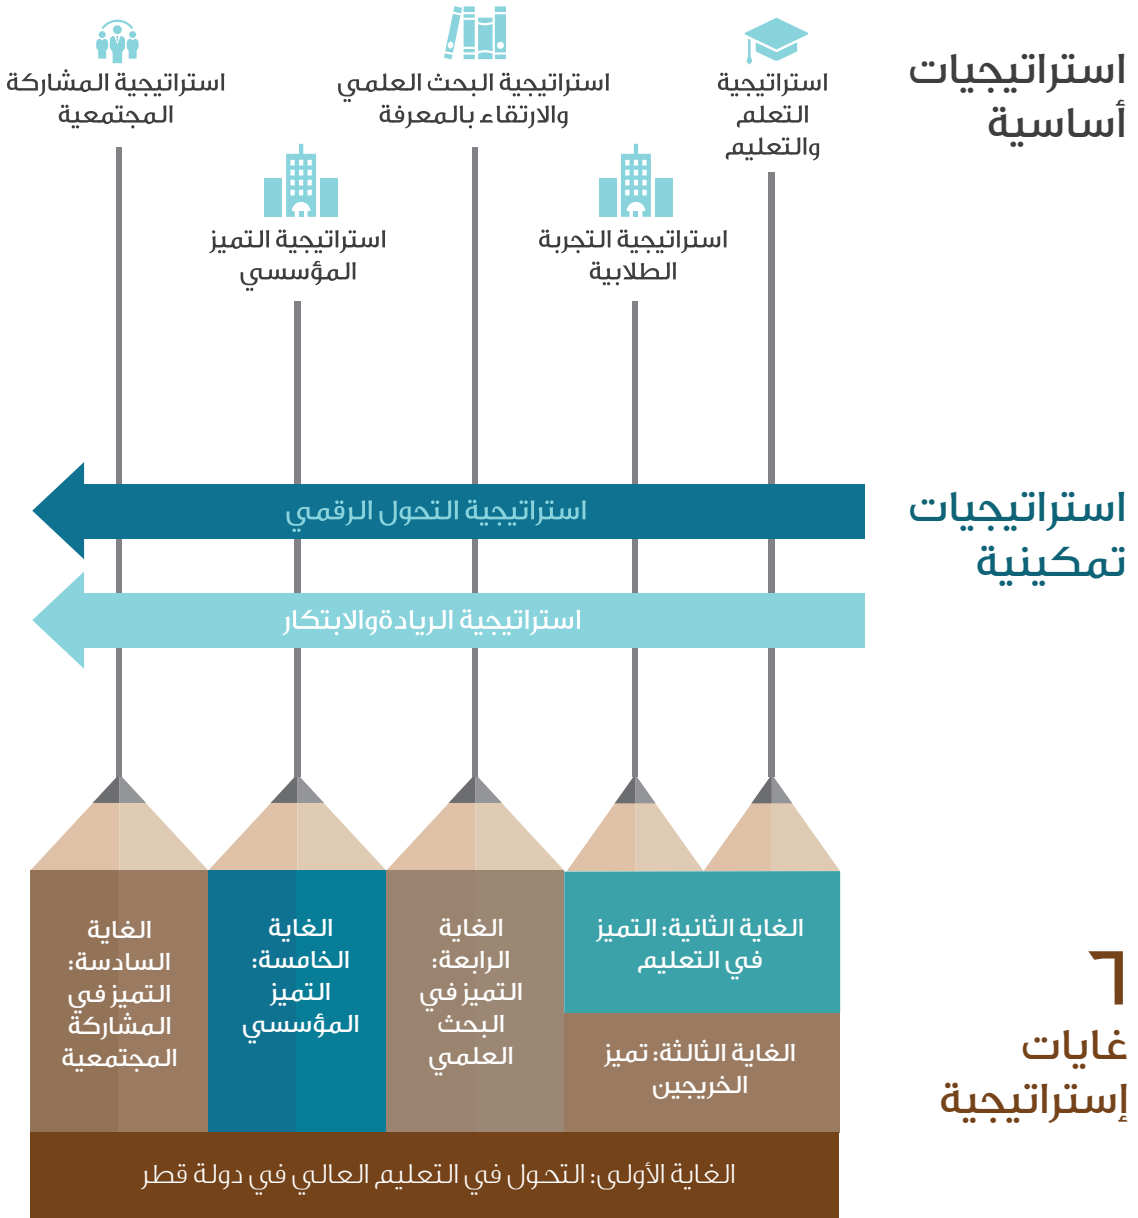 استراتيجيات
أساسية
استراتيجية
التعلم
والتعليم
استراتيجية البحث العلمي
والارتقاء بالمعرفة
استراتيجية المشاركة
المجتمعية
استراتيجية التجربة
الطلابية
استراتيجية التميز
المؤسسي
استراتيجيات
تمكينية
استراتيجية التحول الرقمي
استراتيجية الريادةوالابتكار
٦
غايات
إستراتيجية
الغاية الثانية: التميز
في التعليم
الغاية الثالثة: تميز
الخريجين
الغاية
الرابعة:
التميز في
البحث
العلمي
الغاية
الخامسة:
التميز
المؤسسي
الغاية
السادسة:
التميز في
المشاركة
المجتمعية
الغاية الأولى: التحول في التعليم العالي في دولة قطر